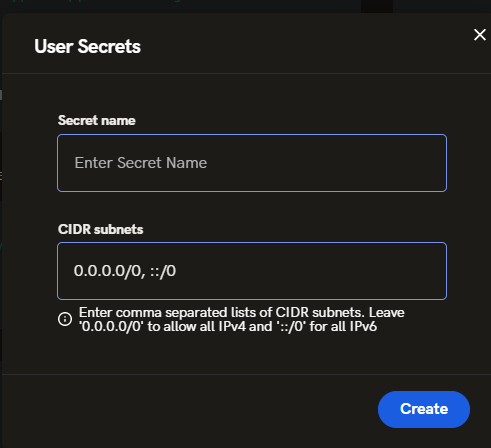 User Secrets
Secret name
Enter Secret Name
CIDR subnets
0.0.0.0/0, ::/0
Enter comma separated lists of CIDR subnets. Leave
'0.0.0.0/0' to allow all IPv4 and '::/0' for all IPv6
Create